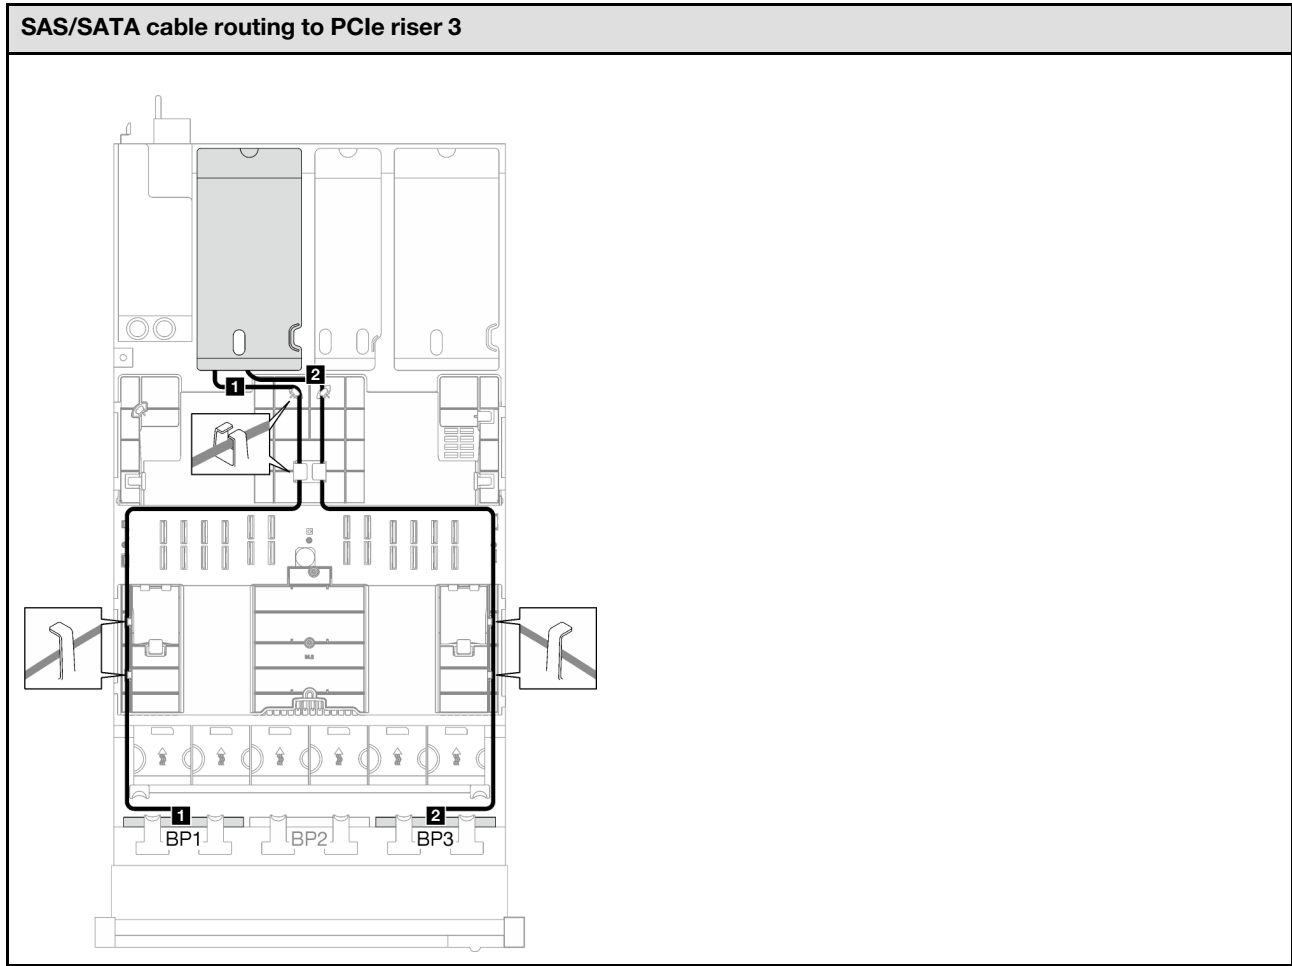 SAS/SATA cable routing to PCIe riser 3
2
1
1
2
BP1
BP2
BP3